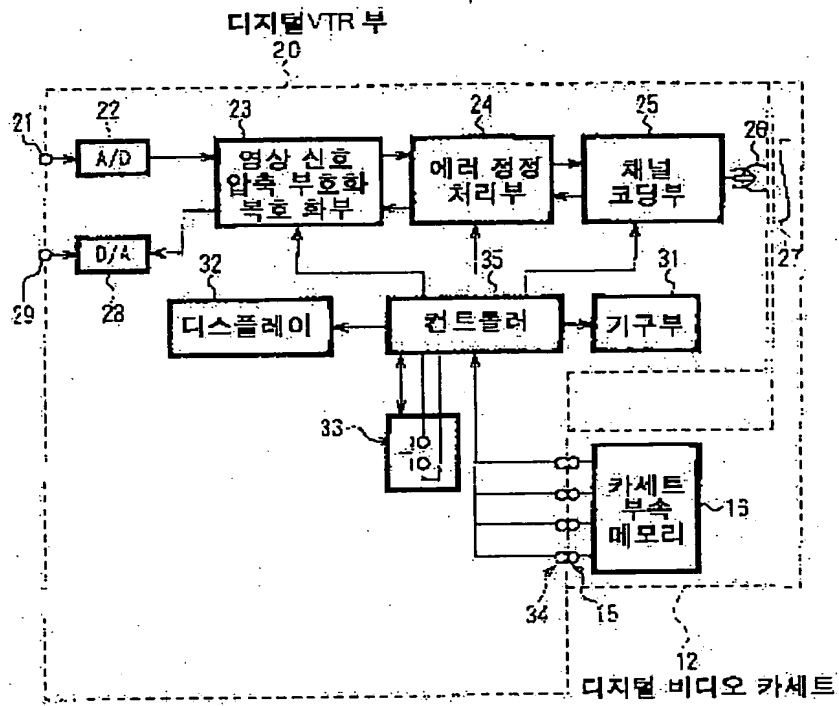 디지털 VTR 부
20
21
22
A/D
23
영상 신호
압축 부호화
복호 화부
24
에러 정정
처리부
25
채널
코딩부
26
27
29
D/A
28
32
디스플레이
35
컨트롤러
31
기구부
33
카세트
부속
메모리
16
34
15
12
디지털 비디오 카세트